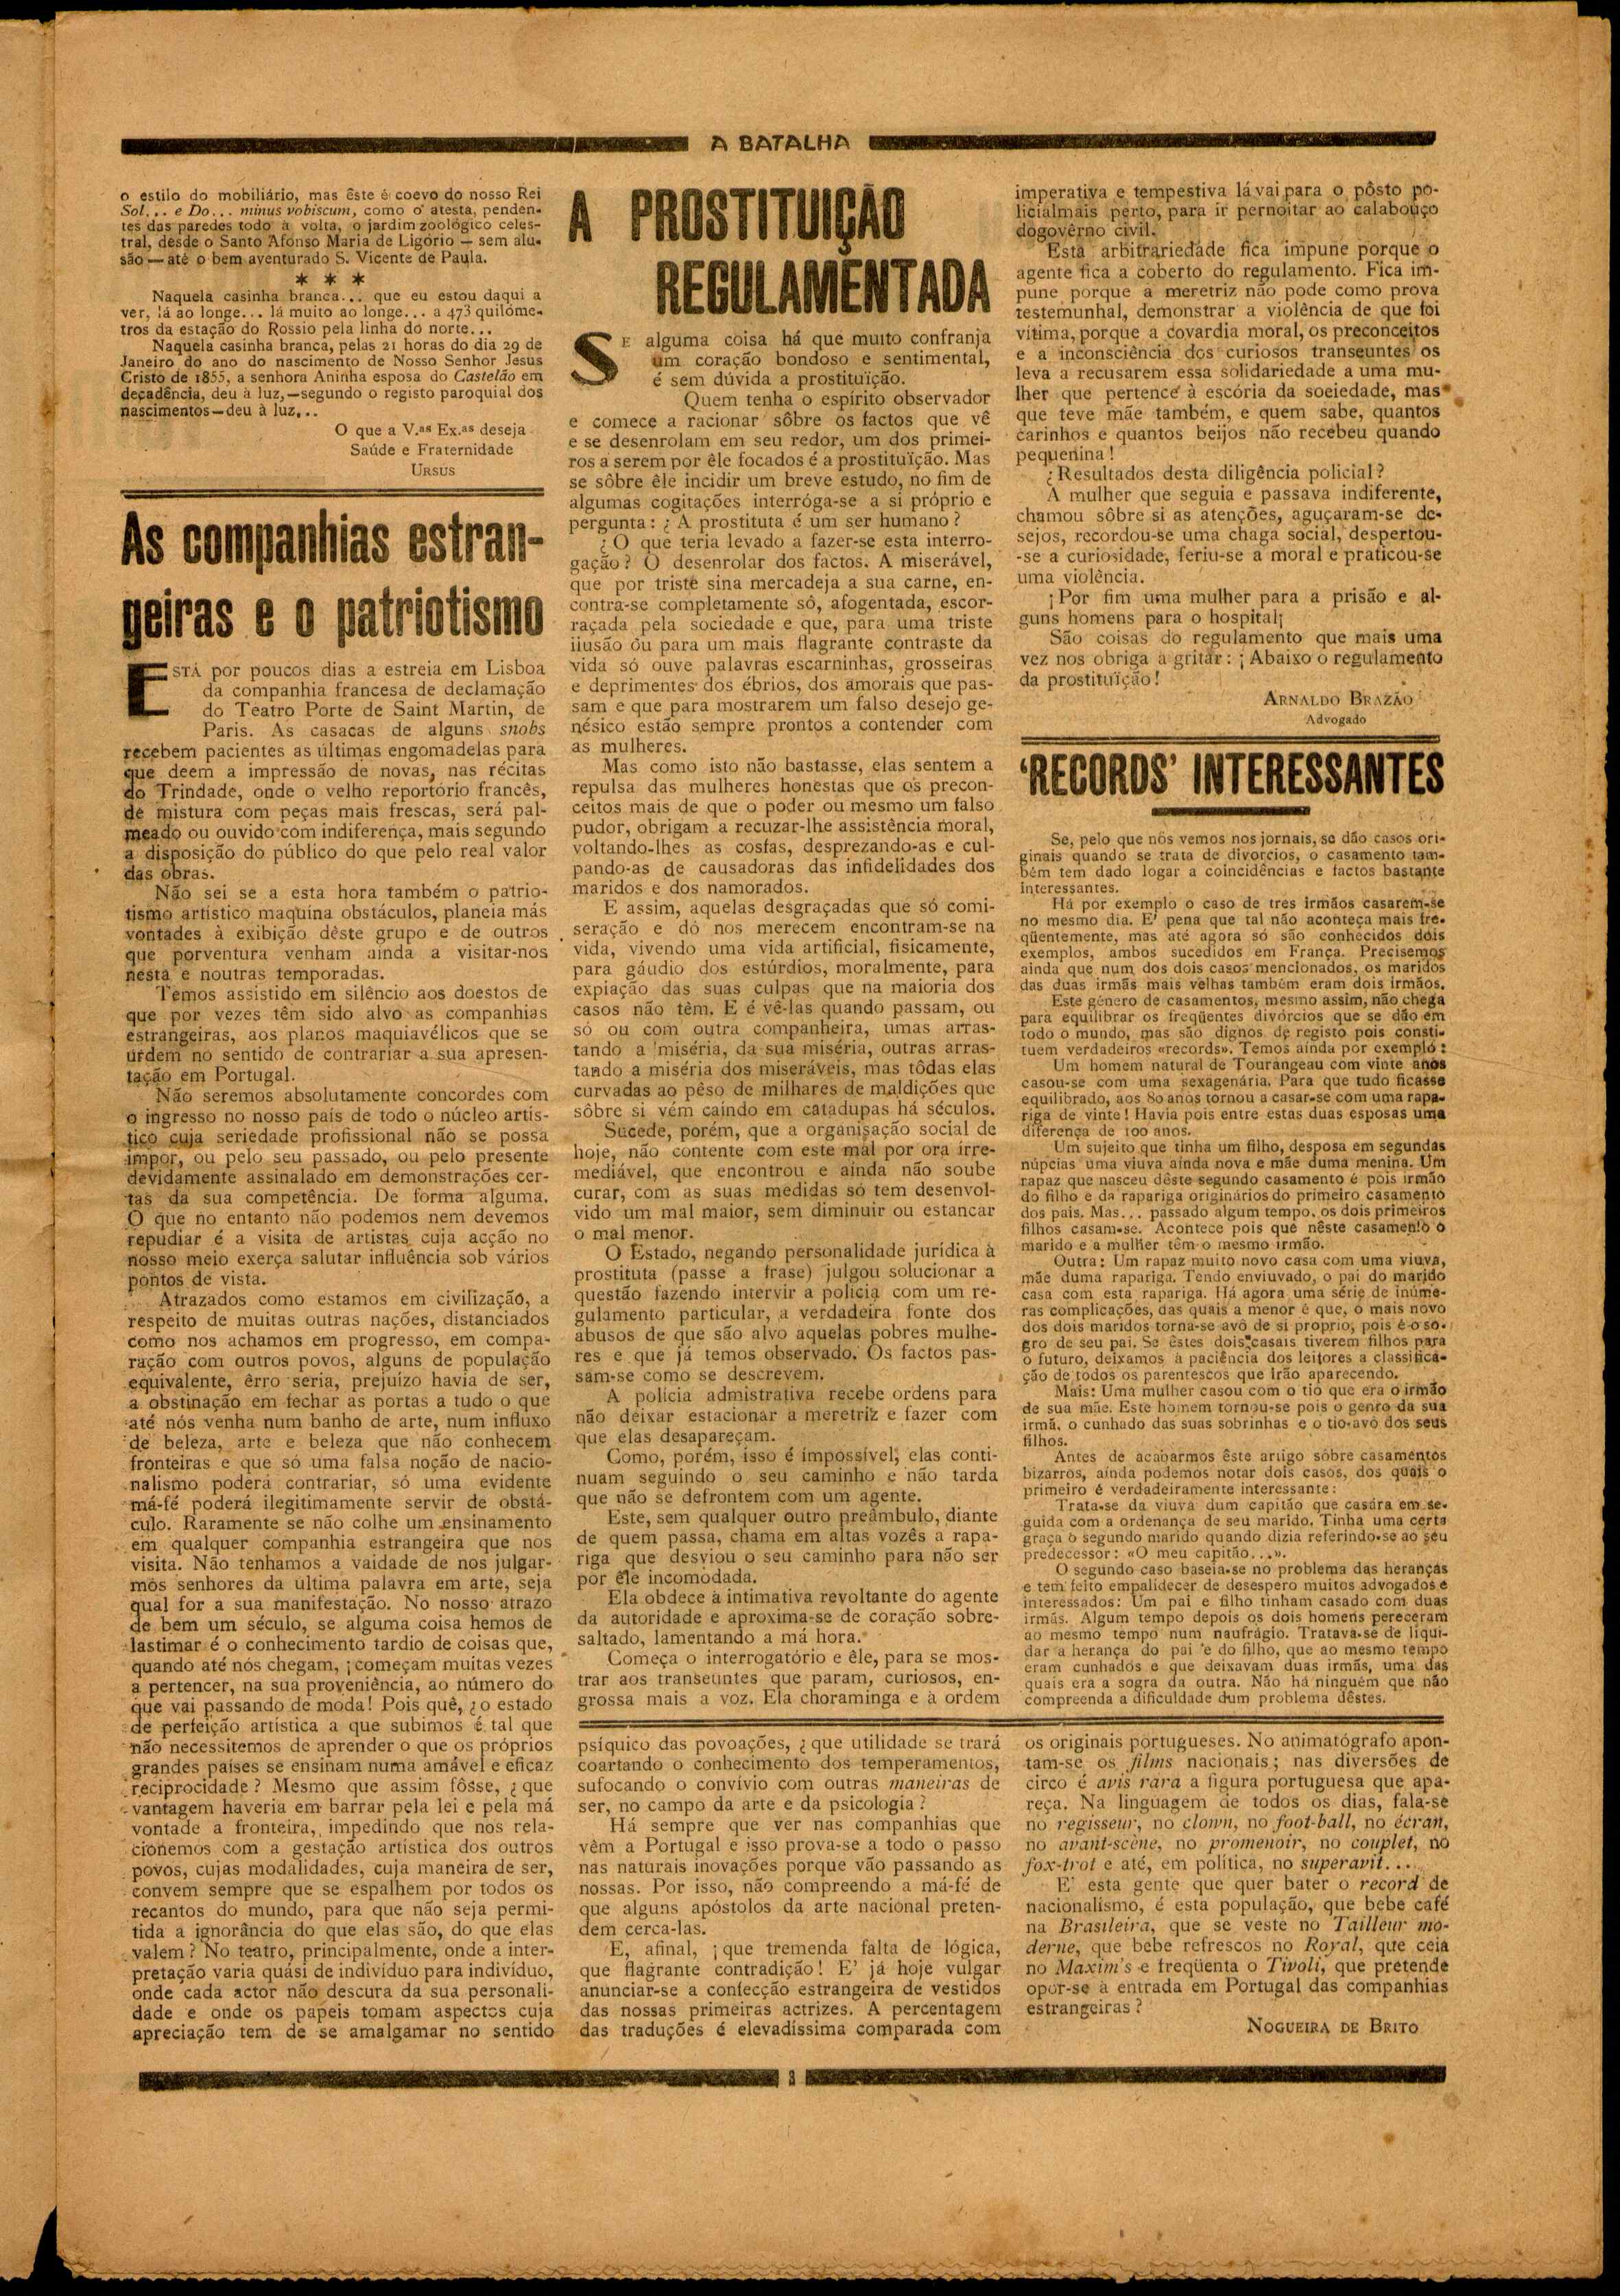 A BATALHA
o estilo do mobiliário, mas êste é coevo do nosso Rei
Sol... e Do... minus vobiscum, como o atesta, penden-
tes das paredes todo à volta, o jardim zoológico celes-
tral, desde o Santo Afonso Maria de Ligório — sem alu-
são — até o bem aventurado S. Vicente de Paula.
* * *
Naquela casinha branca... que eu estou daqui a
ver, lá ao longe... lá muito ao longe... a 473 quilóme-
tros da estação do Rossio pela linha do norte...
Naquela casinha branca, pelas 21 horas do dia 29 de
Janeiro do ano do nascimento de Nosso Senhor Jesus
Cristo de 1855, a senhora Aninha esposa do Castelão em
decadência, deu à luz,—segundo o registo paroquial dos
nascimentos—deu à luz...
O que a V.as Ex.as deseja
Saúde e Fraternidade
URSUS
As companhias estran-
geiras e o patriotismo
ESTÁ por poucos dias a estreia em Lisboa
da companhia francesa de declamação
do Teatro Porte de Saint Martin, de
Paris. As casacas de alguns snobs
recebem pacientes as últimas engomadelas para
que deem a impressão de novas, nas récitas
do Trindade, onde o velho reportório francês,
de mistura com peças mais frescas, será pal-
meado ou ouvido com indiferença, mais segundo
a disposição do público do que pelo real valor
das obras.
Não sei se a esta hora também o patrio-
tismo artistico maquina obstáculos, planeia más
vontades à exibição dêste grupo e de outros
que porventura venham ainda a visitar-nos
nesta e noutras temporadas.
Temos assistido em silêncio aos doestos de
que por vezes têm sido alvo as companhias
estrangeiras, aos planos maquiavélicos que se
urdem no sentido de contrariar a sua apresen-
tação em Portugal.
Não seremos absolutamente concordes com
o ingresso no nosso país de todo o núcleo artís-
tico cuja seriedade profissional não se possa
impor, ou pelo seu passado, ou pelo presente
devidamente assinalado em demonstrações cer-
tas da sua competência. De forma alguma.
O que no entanto não podemos nem devemos
repudiar é a visita de artistas cuja acção no
nosso meio exerça salutar influência sob vários
pontos de vista.
Atrazados como estamos em civilização, a
respeito de muitas outras nações, distanciados
como nos achamos em progresso, em compa-
ração com outros povos, alguns de população
equivalente, êrro seria, prejuízo havia de ser,
a obstinação em fechar as portas a tudo o que
até nós venha num banho de arte, num influxo
de beleza, arte e beleza que não conhecem
fronteiras e que só uma falsa noção de nacio-
nalismo poderá contrariar, só uma evidente
má-fé poderá ilegitimamente servir de obstá-
culo. Raramente se não colhe um ensinamento
em qualquer companhia estrangeira que nos
visita. Não tenhamos a vaidade de nos julgar-
mos senhores da última palavra em arte, seja
qual for a sua manifestação. No nosso atrazo
de bem um século, se alguma coisa hemos de
lastimar é o conhecimento tardio de coisas que,
quando até nós chegam, ¡começam muitas vezes
a pertencer, na sua proveniência, ao número do
que vai passando de moda! Pois quê, ¿o estado
de perfeição artística a que subimos é tal que
não necessitemos de aprender o que os próprios
grandes países se ensinam numa amável e eficaz
reciprocidade? Mesmo que assim fôsse, ¿que
vantagem haveria em barrar pela lei e pela má
vontade a fronteira, impedindo que nos rela-
cionemos com a gestação artística dos outros
povos, cujas modalidades, cuja maneira de ser,
convem sempre que se espalhem por todos os
recantos do mundo, para que não seja permi-
tida a ignorância do que elas são, do que elas
valem? No teatro, principalmente, onde a inter-
pretação varia quási de indivíduo para indivíduo,
onde cada actor não descura da sua personali-
dade e onde os papeis tomam aspectos cuja
apreciação tem de se amalgamar no sentido
psíquico das povoações, ¿que utilidade se trará
coartando o conhecimento dos temperamentos,
sufocando o convívio com outras maneiras de
ser, no campo da arte e da psicologia?
Há sempre que ver nas companhias que
vêm a Portugal e isso prova-se a todo o passo
nas naturais inovações porque vão passando as
nossas. Por isso, não compreendo a má-fé de
que alguns apóstolos da arte nacional preten-
dem cerca-las.
E, afinal, ¡que tremenda falta de lógica,
que flagrante contradição! E' já hoje vulgar
anunciar-se a confecção estrangeira de vestidos
das nossas primeiras actrizes. A percentagem
das traduções é elevadíssima comparada com
os originais portugueses. No animatógrafo apon-
tam-se os films nacionais; nas diversões de
circo é avis rara a figura portuguesa que apa-
reça. Na linguagem de todos os dias, fala-se
no regisseur, no clown, no foot-ball, no écran,
no avant-scène, no promenoir, no couplet, no
fox-trot e até, em política, no superavit...
E' esta gente que quer bater o record de
nacionalismo, é esta população, que bebe café
na Brasileira, que se veste no Tailleur mo-
derne, que bebe refrescos no Royal, que ceia
no Maxim's e freqüenta o Tivoli, que pretende
opor-se à entrada em Portugal das companhias
estrangeiras?
NOGUEIRA DE BRITO
A PROSTITUIÇÃO
REGULAMENTADA
SE alguma coisa há que muito confranja
um coração bondoso e sentimental,
é sem dúvida a prostituïção.
Quem tenha o espírito observador
e comece a racionar sôbre os factos que vê
e se desenrolam em seu redor, um dos primei-
ros a serem por êle focados é a prostituïção. Mas
se sôbre êle incidir um breve estudo, no fim de
algumas cogitações interróga-se a si próprio e
pergunta: ¿A prostituta é um ser humano?
¿O que teria levado a fazer-se esta interro-
gação? O desenrolar dos factos. A miserável,
que por triste sina mercadeja a sua carne, en-
contra-se completamente só, afogentada, escor-
raçada pela sociedade e que, para uma triste
ilusão ou para um mais flagrante contraste da
vida só ouve palavras escarninhas, grosseiras
e deprimentes dos ébrios, dos amorais que pas-
sam e que para mostrarem um falso desejo ge-
nésico estão sempre prontos a contender com
as mulheres.
Mas como isto não bastasse, elas sentem a
repulsa das mulheres honestas que os precon-
ceitos mais de que o poder ou mesmo um falso
pudor, obrigam a recuzar-lhe assistência moral,
voltando-lhes as costas, desprezando-as e cul-
pando-as de causadoras das infidelidades dos
maridos e dos namorados.
E assim, aquelas desgraçadas que só comi-
seração e dó nos merecem encontram-se na
vida, vivendo uma vida artificial, fisicamente,
para gáudio dos estúrdios, moralmente, para
expiação das suas culpas que na maioria dos
casos não têm. E é vê-las quando passam, ou
só ou com outra companheira, umas arras-
tando a miséria, da sua miséria, outras arras-
tando a miséria dos miseráveis, mas tôdas elas
curvadas ao pêso de milhares de maldições que
sôbre si vêm caindo em catadupas há séculos.
Sucede, porém, que a organisação social de
hoje, não contente com este mal por ora irre-
mediável, que encontrou e ainda não soube
curar, com as suas medidas só tem desenvol-
vido um mal maior, sem diminuir ou estancar
o mal menor.
O Estado, negando personalidade jurídica à
prostituta (passe a frase) julgou solucionar a
questão fazendo intervir a polícia com um re-
gulamento particular, a verdadeira fonte dos
abusos de que são alvo aquelas pobres mulhe-
res e que já temos observado. Os factos pas-
sam-se como se descrevem.
A polícia admistrativa recebe ordens para
não deixar estacionar a meretriz e fazer com
que elas desapareçam.
Como, porém, isso é impossível, elas conti-
nuam seguindo o seu caminho e não tarda
que não se defrontem com um agente.
Este, sem qualquer outro preâmbulo, diante
de quem passa, chama em altas vozês a rapa-
riga que desviou o seu caminho para não ser
por êle incomodada.
Ela obdece à intimativa revoltante do agente
da autoridade e aproxima-se de coração sobre-
saltado, lamentando a má hora.
Começa o interrogatório e êle, para se mos-
trar aos transeuntes que param, curiosos, en-
grossa mais a voz. Ela choraminga e à ordem
imperativa e tempestiva lá vai para o pôsto po-
licialmais perto, para ir pernoitar ao calabouço
dogovêrno civil.
Esta arbitrariedade fica impune porque o
agente fica a coberto do regulamento. Fica im-
pune porque a meretriz não pode como prova
testemunhal, demonstrar a violência de que foi
vítima, porque a covardia moral, os preconceitos
e a inconsciência dos curiosos transeuntes os
leva a recusarem essa solidariedade a uma mu-
lher que pertence à escória da soeiedade, mas
que teve mãe também, e quem sabe, quantos
carinhos e quantos beijos não recebeu quando
pequenina!
¿Resultados desta diligência policial?
A mulher que seguia e passava indiferente,
chamou sôbre si as atenções, aguçaram-se de-
sejos, recordou-se uma chaga social, despertou-
-se a curiosidade, feriu-se a moral e praticou-se
uma violência.
¡Por fim uma mulher para a prisão e al-
guns homens para o hospital¡
São coisas do regulamento que mais uma
vez nos obriga a gritar: ¡Abaixo o regulamento
da prostituïção!
ARNALDO BRAZÃO
Advogado
‘RECORDS’ INTERESSANTES
Se, pelo que nós vemos nos jornais, se dão casos ori-
ginais quando se trata de divorcios, o casamento tam-
bém tem dado logar a coincidências e factos bastante
interessantes.
Há por exemplo o caso de tres irmãos casarem-se
no mesmo dia. E' pena que tal não aconteça mais fre-
qüentemente, mas até agora só são conhecidos dois
exemplos, ambos sucedidos em França. Precisemos
ainda que num dos dois casos mencionados, os maridos
das duas irmãs mais velhas também eram dois irmãos.
Este género de casamentos, mesmo assim, não chega
para equilibrar os freqüentes divórcios que se dão em
todo o mundo, mas são dignos de registo pois consti-
tuem verdadeiros «records». Temos ainda por exemplo:
Um homem natural de Tourangeau com vinte anos
casou-se com uma sexagenária. Para que tudo ficasse
equilibrado, aos 80 anos tornou a casar-se com uma rapa-
riga de vinte! Havia pois entre estas duas esposas uma
diferença de 100 anos.
Um sujeito que tinha um filho, desposa em segundas
núpcias uma viuva ainda nova e mãe duma menina. Um
rapaz que nasceu dêste segundo casamento é pois irmão
do filho e da rapariga originários do primeiro casamento
dos pais. Mas... passado algum tempo, os dois primeiros
filhos casam-se. Acontece pois que nêste casamento o
marido e a mulher têm o mesmo irmão.
Outra: Um rapaz muito novo casa com uma viuva,
mãe duma rapariga. Tendo enviuvado, o pai do marido
casa com esta rapariga. Há agora uma série de inúme-
ras complicações, das quais a menor é que, o mais novo
dos dois maridos torna-se avô de si proprio, pois é o so-
gro de seu pai. Se êstes dois casais tiverem filhos para
o futuro, deixamos à paciência dos leitores a classifica-
ção de todos os parentescos que irão aparecendo.
Mais: Uma mulher casou com o tio que era o irmão
de sua mãe. Este homem tornou-se pois o genro da sua
irmã, o cunhado das suas sobrinhas e o tio-avô dos seus
filhos.
Antes de acabarmos êste artigo sôbre casamentos
bizarros, ainda podemos notar dois casos, dos quais o
primeiro é verdadeiramente interessante:
Trata-se da viuva dum capitão que casára em se-
guida com a ordenança de seu marido. Tinha uma certa
graça o segundo marido quando dizia referindo-se ao seu
predecessor: «O meu capitão...».
O segundo caso baseia-se no problema das heranças
e tem feito empalidecer de desespero muitos advogados e
interessados: Um pai e filho tinham casado com duas
irmãs. Algum tempo depois os dois homens pereceram
ao mesmo tempo num naufrágio. Tratava-se de liqui-
dar a herança do pai e do filho, que ao mesmo tempo
eram cunhados e que deixavam duas irmãs, uma das
quais era a sogra da outra. Não há ninguém que não
compreenda a dificuldade dum problema dêstes.
3